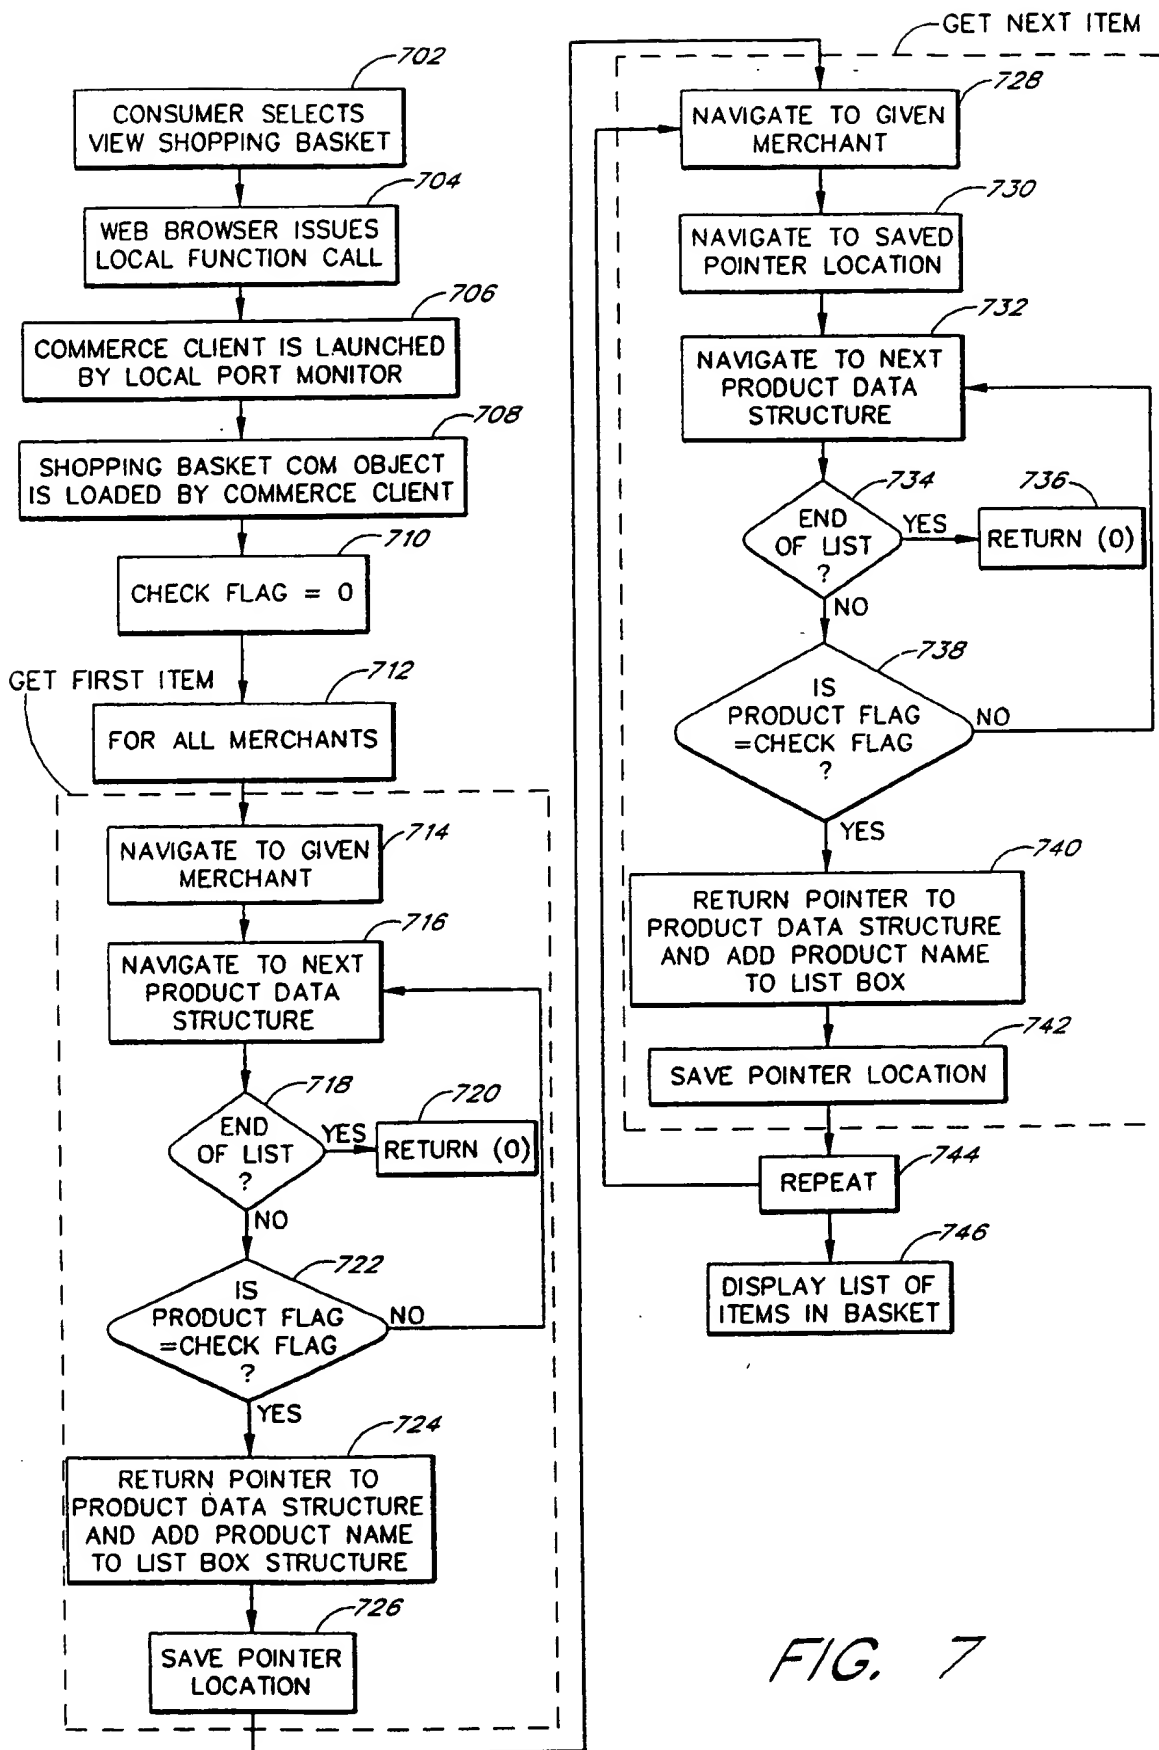 702
CONSUMER SELECTS
VIEW SHOPPING BASKET
704
WEB BROWSER ISSUES
LOCAL FUNCTION CALL
706
COMMERCE CLIENT IS LAUNCHED
BY LOCAL PORT MONITOR
708
SHOPPING BASKET COM OBJECT
IS LOADED BY COMMERCE CLIENT
710
CHECK FLAG = 0
GET FIRST ITEM
712
FOR ALL MERCHANTS
714
NAVIGATE TO GIVEN
MERCHANT
716
NAVIGATE TO NEXT
PRODUCT DATA
STRUCTURE
718
END
OF LIST
?
YES
720
RETURN (0)
NO
722
IS
PRODUCT FLAG
=CHECK FLAG
?
NO
YES
724
RETURN POINTER TO
PRODUCT DATA STRUCTURE
AND ADD PRODUCT NAME
TO LIST BOX STRUCTURE
726
SAVE POINTER
LOCATION
GET NEXT ITEM
728
NAVIGATE TO GIVEN
MERCHANT
730
NAVIGATE TO SAVED
POINTER LOCATION
732
NAVIGATE TO NEXT
PRODUCT DATA
STRUCTURE
734
END
OF LIST
?
YES
736
RETURN (0)
NO
738
IS
PRODUCT FLAG
=CHECK FLAG
?
NO
YES
740
RETURN POINTER TO
PRODUCT DATA STRUCTURE
AND ADD PRODUCT NAME
TO LIST BOX
742
SAVE POINTER LOCATION
744
REPEAT
746
DISPLAY LIST OF
ITEMS IN BASKET
FIG. 7